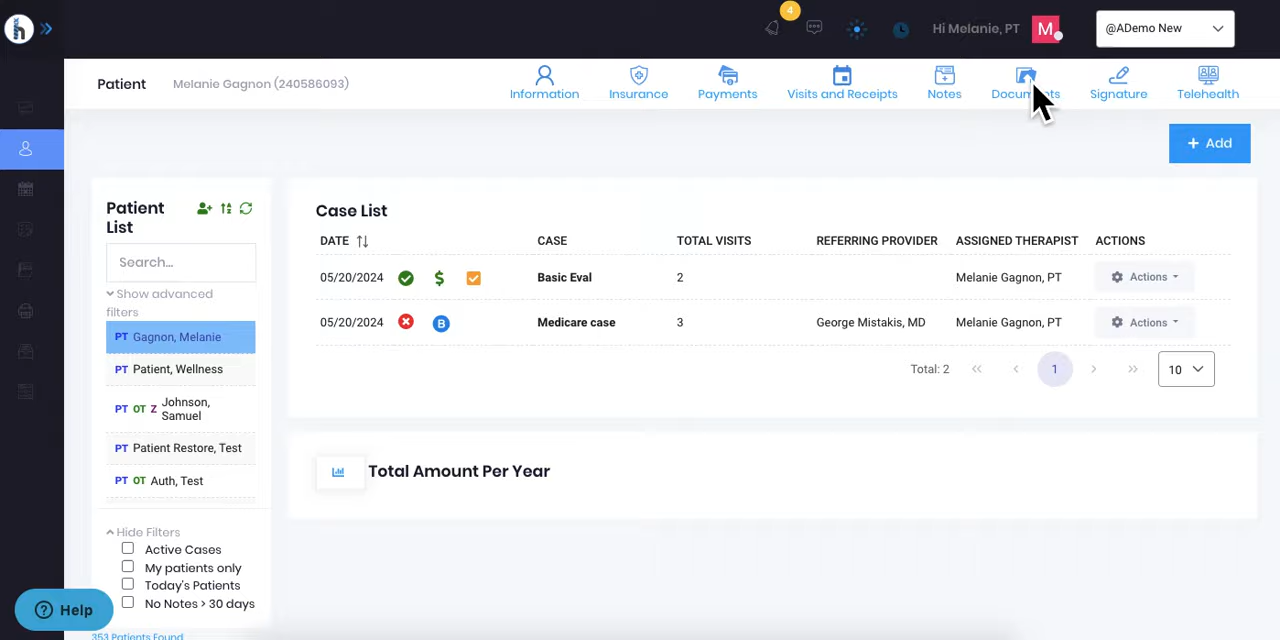 4
Hi Melanie, PT
M
@ADemo New
Patient
Melanie Gagnon (240586093)
Information
Insurance
Payments
Visits and Receipts
Notes
Signature
Telehealth
+ Add
Patient
List
Search...
Show advanced
filters
PT Gagnon, Melanie
PT Patient, Wellness
PT OT Z Johnson,
Samuel
PT Patient Restore, Test
PT OT Auth, Test
Hide Filters
Active Cases
My patients only
Today's Patients
No Notes > 30 days
353 Patients Found
Help
Case List
DATE CASE TOTAL VISITS REFERRING PROVIDER ASSIGNED THERAPIST ACTIONS
05/20/2024 $ Basic Eval 2 Melanie Gagnon, PT Actions
05/20/2024 B Medicare case 3 George Mistakis, MD Melanie Gagnon, PT Actions
Total: 2 << < 1 > >> 10
Total Amount Per Year